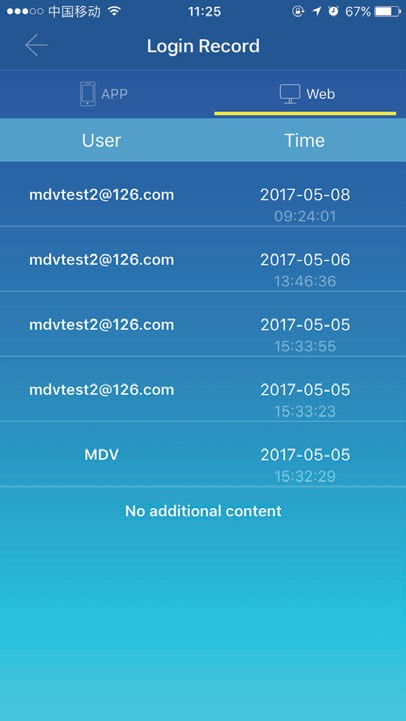 中国移动 11:25 67%
Login Record
APP Web
User Time
mdvtest2@126.com 2017-05-08
09:24:01
mdvtest2@126.com 2017-05-06
13:46:36
mdvtest2@126.com 2017-05-05
15:33:55
mdvtest2@126.com 2017-05-05
15:33:23
MDV 2017-05-05
15:32:29
No additional content